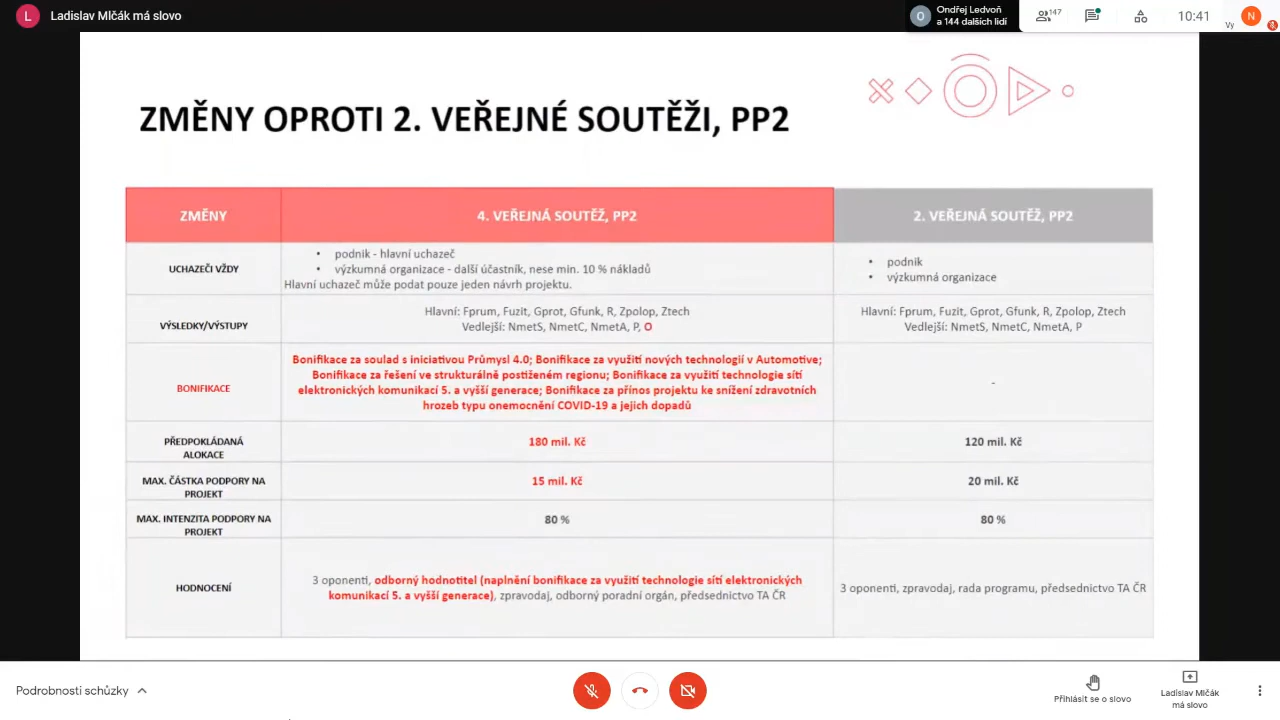 L
Ladislav Mlčák má slovo
O
Ondřej Ledvoň
a 144 dalších lidí
147
10:41
Vy
N
ZMĚNY OPROTI 2. VEŘEJNÉ SOUTĚŽI, PP2
ZMĚNY
4. VEŘEJNÁ SOUTĚŽ, PP2
2. VEŘEJNÁ SOUTĚŽ, PP2
UCHAZEČI VŽDY
• podnik - hlavní uchazeč
• výzkumná organizace - další účastník, nese min. 10 % nákladů
Hlavní uchazeč může podat pouze jeden návrh projektu.
• podnik
• výzkumná organizace
VÝSLEDKY/VÝSTUPY
Hlavní: Fprum, Fuzit, Gprot, Gfunk, R, Zpolop, Ztech
Vedlejší: NmetS, NmetC, NmetA, P, O
Hlavní: Fprum, Fuzit, Gprot, Gfunk, R, Zpolop, Ztech
Vedlejší: NmetS, NmetC, NmetA, P
BONIFIKACE
Bonifikace za soulad s iniciativou Průmysl 4.0; Bonifikace za využití nových technologií v Automotive;
Bonifikace za řešení ve strukturálně postiženém regionu; Bonifikace za využití technologie sítí
elektronických komunikací 5. a vyšší generace; Bonifikace za přínos projektu ke snížení zdravotních
hrozeb typu onemocnění COVID-19 a jejich dopadů
-
PŘEDPOKLÁDANÁ
ALOKACE
180 mil. Kč
120 mil. Kč
MAX. ČÁSTKA PODPORY NA
PROJEKT
15 mil. Kč
20 mil. Kč
MAX. INTENZITA PODPORY NA
PROJEKT
80 %
80 %
HODNOCENÍ
3 oponenti, odborný hodnotitel (naplnění bonifikace za využití technologie sítí elektronických
komunikací 5. a vyšší generace), zpravodaj, odborný poradní orgán, předsednictvo TA ČR
3 oponenti, zpravodaj, rada programu, předsednictvo TA ČR
Podrobnosti schůzky
Přihlásit se o slovo
Ladislav Mlčák
má slovo